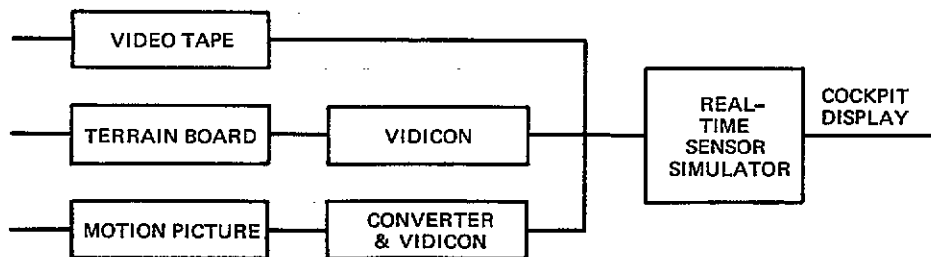 VIDEO TAPE
TERRAIN BOARD
VIDICON
MOTION PICTURE
CONVERTER
& VIDICON
REAL-
TIME
SENSOR
SIMULATOR
COCKPIT
DISPLAY